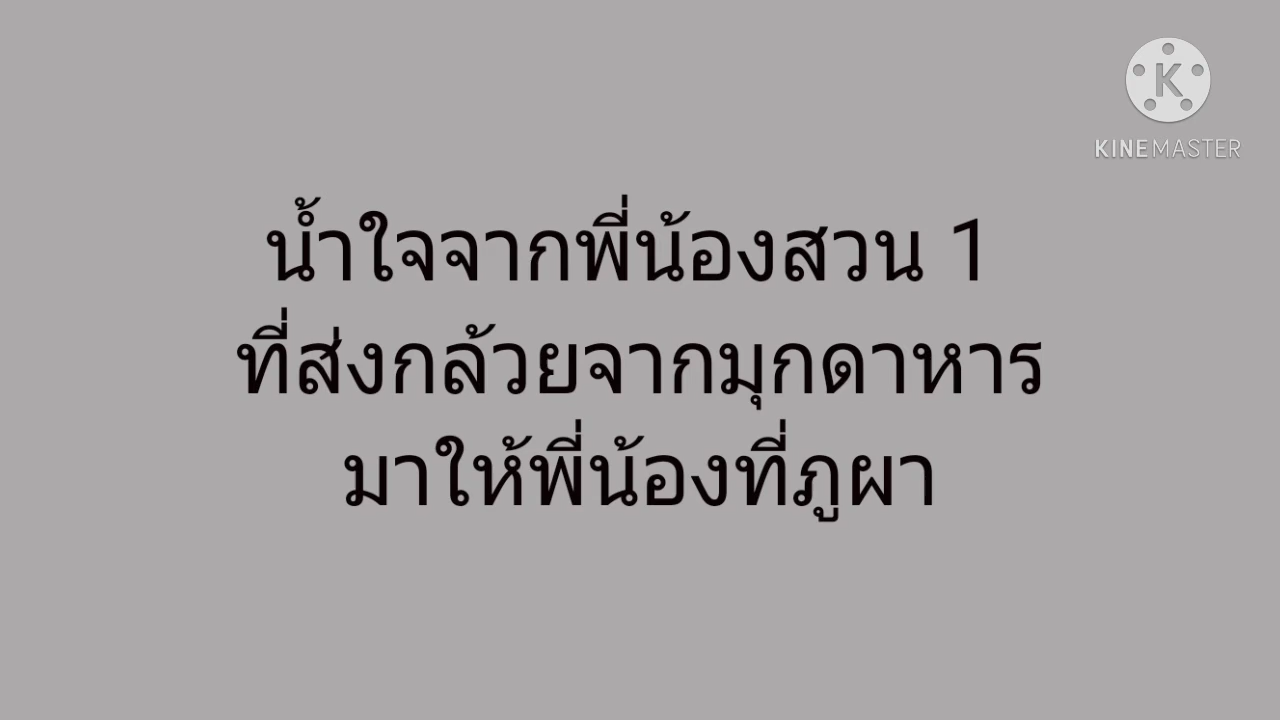 K
KINEMASTER
น้ำใจจากพี่น้องสวน 1
ที่ส่งกล้วยจากมุกดาหาร
มาให้พี่น้องที่ภูผา